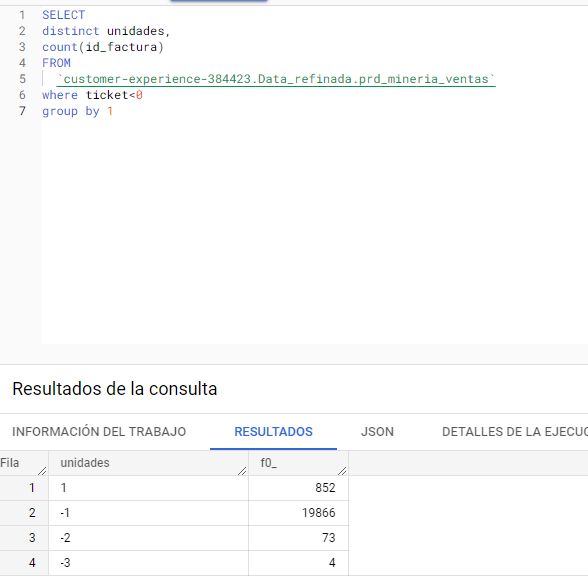 1 SELECT
2 distinct unidades,
3 count(id_factura)
4 FROM
5 `customer-experience-384423.Data_refinada.prd_mineria_ventas`
6 where ticket<0
7 group by 1
Resultados de la consulta
INFORMACIÓN DEL TRABAJO RESULTADOS JSON DETALLES DE LA EJECUC
Fila unidades f0_
1 1 852
2 -1 19866
3 -2 73
4 -3 4